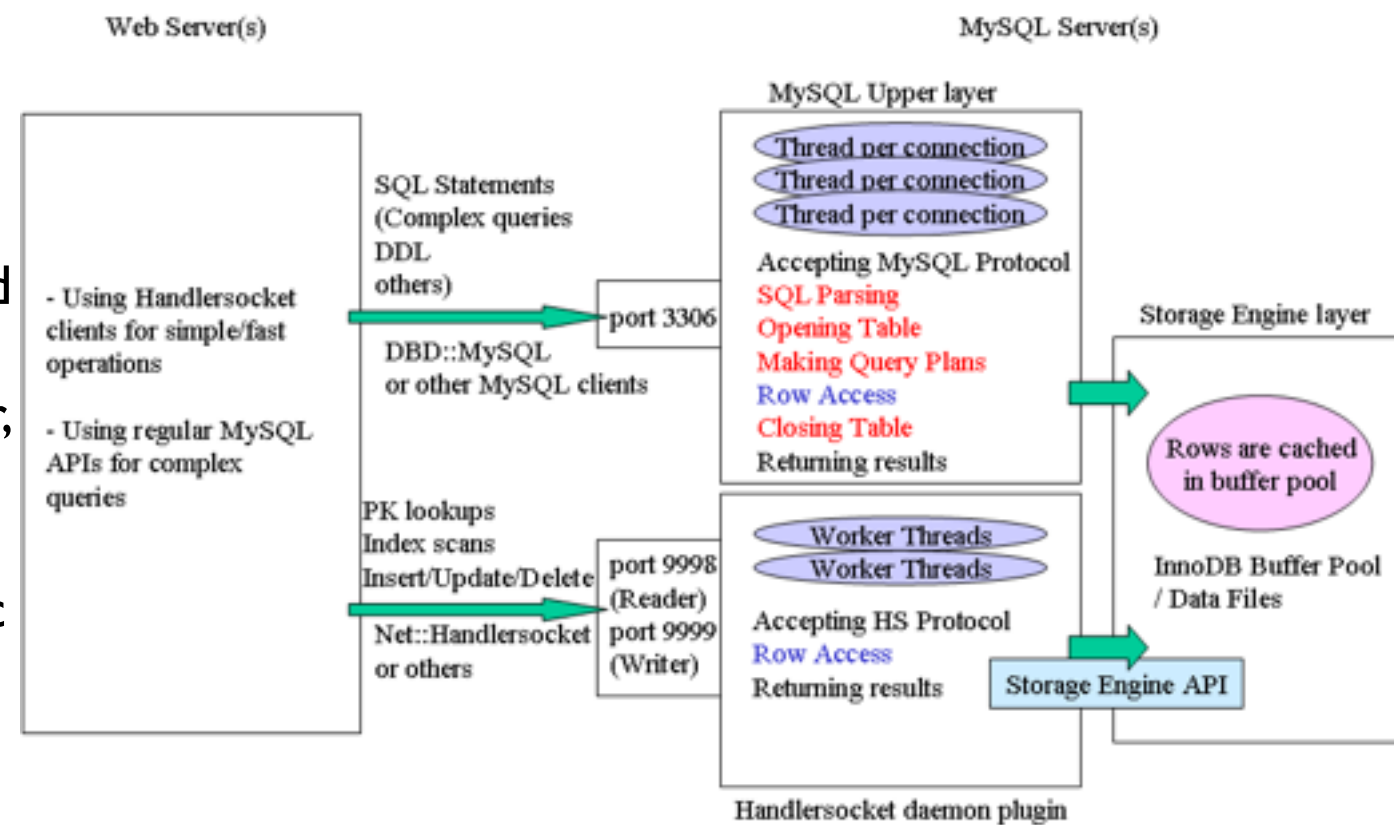 Web Server(s)
MySQL Server(s)
- Using Handlersocket
clients for simple/fast
operations
- Using regular MySQL
APIs for complex
queries
SQL Statements
(Complex queries
DDL
others)
DBD::MySQL
or other MySQL clients
port 3306
PK lookups
Index scans
Insert/Update/Delete
Net::Handlersocket
or others
port 9998
(Reader)
port 9999
(Writer)
MySQL Upper layer
Thread per connection
Thread per connection
Thread per connection
Accepting MySQL Protocol
SQL Parsing
Opening Table
Making Query Plans
Row Access
Closing Table
Returning results
Worker Threads
Worker Threads
Accepting HS Protocol
Row Access
Returning results
Handlersocket daemon plugin
Storage Engine API
Storage Engine layer
Rows are cached
in buffer pool
InnoDB Buffer Pool
/ Data Files